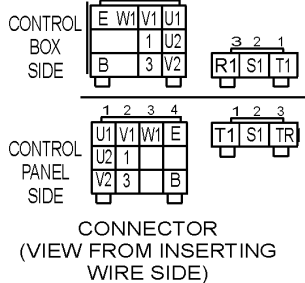 CONTROL
BOX
SIDE
E W1 V1 U1
1 U2
B 3 V2
3 2 1
R1 S1 T1
CONTROL
PANEL
SIDE
1 2 3 4
U1 V1 W1 E
U2 1
V2 3 B
1 2 3
T1 S1 TR
CONNECTOR
(VIEW FROM INSERTING
WIRE SIDE)